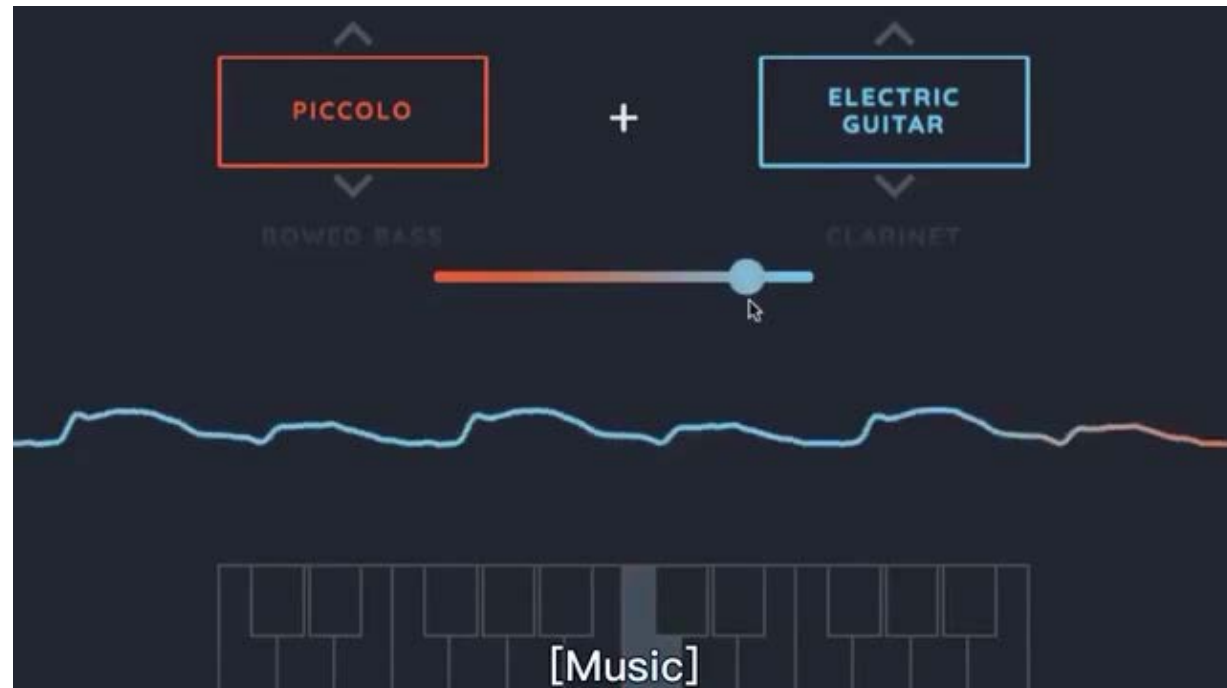 PICCOLO
+
ELECTRIC
GUITAR
BOWED BASS
CLARINET
[Music]